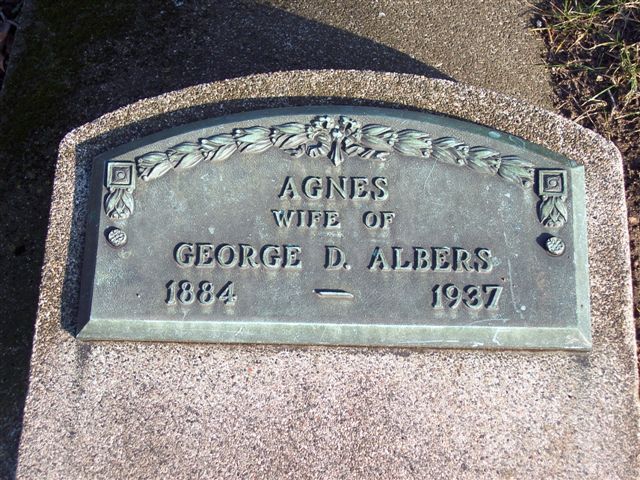 AGNES
WIFE OF
GEORGE D. ALBERS
1884 — 1937